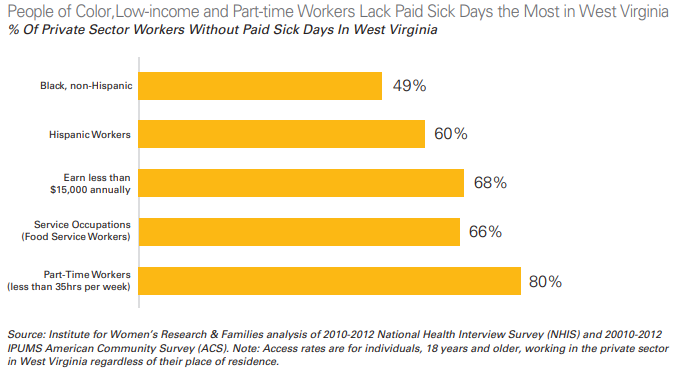 People of Color,Low-income and Part-time Workers Lack Paid Sick Days the Most in West Virginia
% Of Private Sector Workers Without Paid Sick Days In West Virginia
Black, non-Hispanic
49%
Hispanic Workers
60%
Earn less than
$15,000 annually
68%
Service Occupations
(Food Service Workers)
66%
Part-Time Workers
(less than 35hrs per week)
80%
Source: Institute for Women's Research & Families analysis of 2010-2012 National Health Interview Survey (NHIS) and 20010-2012
IPUMS American Community Survey (ACS). Note: Access rates are for individuals, 18 years and older, working in the private sector
in West Virginia regardless of their place of residence.